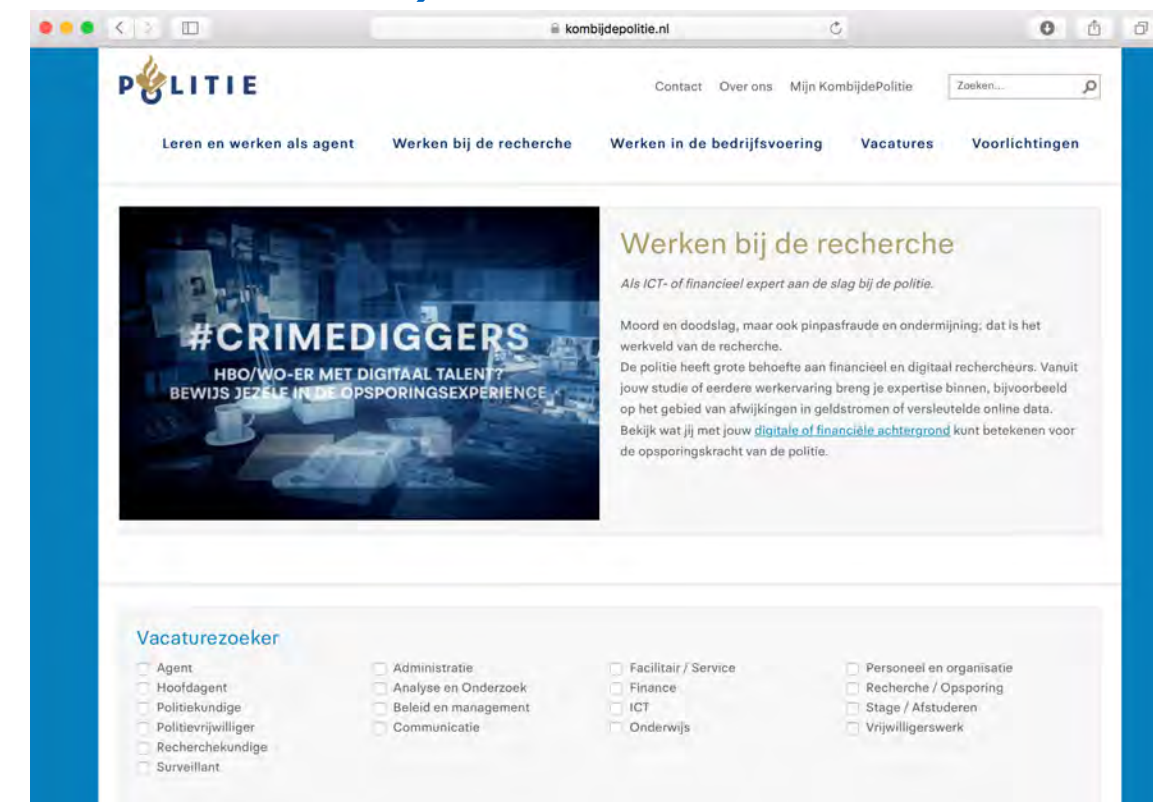 kombijdepolitie.nl
POLITIE
Contact Over ons Mijn KombijdePolitie Zoeken...
Leren en werken als agent Werken bij de recherche Werken in de bedrijfsvoering Vacatures Voorlichtingen
#CRIMEDIGGERS
HBO/WO-ER MET DIGITAAL TALENT?
BEWIJS JEZELF IN DE OPSPORINGSEXPERIENCE
Werken bij de recherche
Als ICT- of financieel expert aan de slag bij de politie.
Moord en doodslag, maar ook pinpasfraude en ondermijning; dat is het
werkveld van de recherche.
De politie heeft grote behoefte aan financieel en digitaal rechercheurs. Vanuit
jouw studie of eerdere werkervaring breng je expertise binnen, bijvoorbeeld
op het gebied van afwijkingen in geldstromen of versleutelde online data.
Bekijk wat jij met jouw digitale of financiële achtergrond kunt betekenen voor
de opsporingskracht van de politie.
Vacaturezoeker
Agent
Hoofdagent
Politiekundige
Politievrijwilliger
Recherchekundige
Surveillant
Administratie
Analyse en Onderzoek
Beleid en management
Communicatie
Facilitair / Service
Finance
ICT
Onderwijs
Personeel en organisatie
Recherche / Opsporing
Stage / Afstuderen
Vrijwilligerswerk